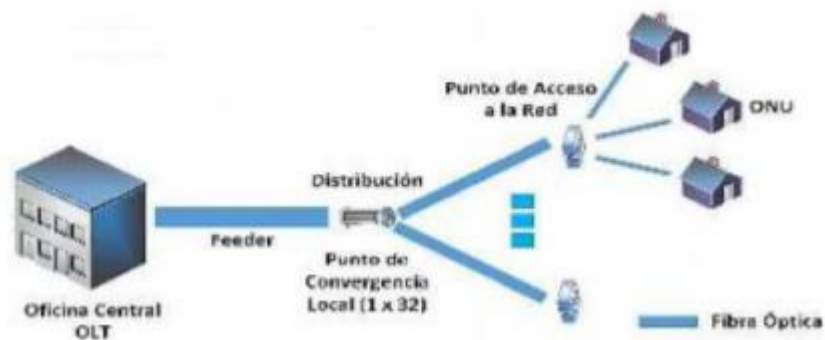 Punto de Acceso
a la Red
ONU
Distribución
Feeder
Punto de
Convergencia
Local (1 x 32)
Oficina Central
OLT
Fibra Óptica